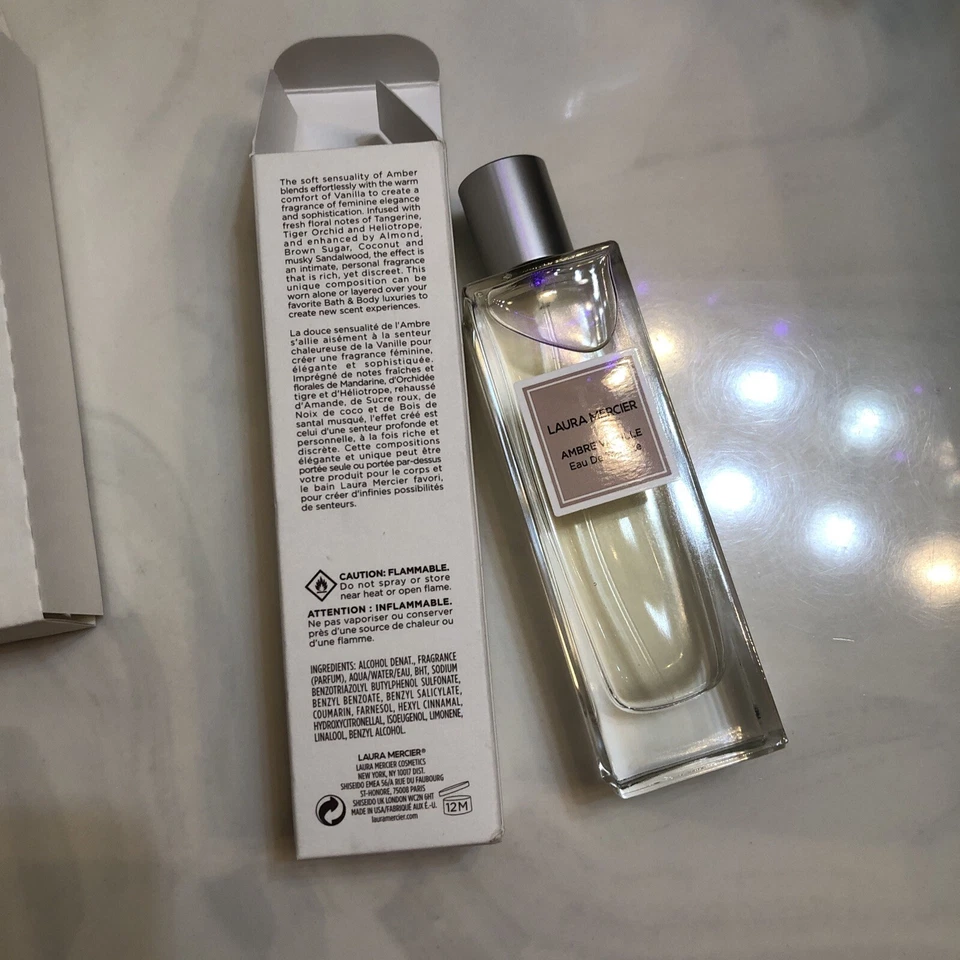 The soft sensuality of Amber
blends effortlessly with the warm
comfort of Vanilla to create a
fragrance of feminine elegance
and sophistication. Infused with
fresh floral notes of Tangerine,
Tiger Orchid and Heliotrope,
and enhanced by Almond,
Brown Sugar, Coconut and
musky Sandalwood, the effect is
an intimate, personal fragrance
that is rich, yet discreet. This
unique composition can be
worn alone or layered over your
favorite Bath & Body luxuries to
create new scent experiences.
La douce sensualité de l'Ambre
s'allie aisément à la senteur
chaleureuse de la Vanille pour
créer une fragrance féminine,
élégante et sophistiquée.
Imprégné de notes fraîches et
florales de Mandarine, d'Orchidée
tigre et d'Héliotrope, rehaussé
d'Amande, de Sucre roux, de
Noix de coco et de Bois de
santal musqué, l'effet créé est
celui d'une senteur profonde et
personnelle, à la fois riche et
discrète. Cette compositions
élégante et unique peut être
portée seule ou portée par-dessus
votre produit pour le corps et
le bain Laura Mercier favori,
pour créer d'infinies possibilités
de senteurs.
CAUTION: FLAMMABLE.
Do not spray or store
near heat or open flame.
ATTENTION : INFLAMMABLE.
Ne pas vaporiser ou conserver
près d'une source de chaleur ou
d'une flamme.
INGREDIENTS: ALCOHOL DENAT., FRAGRANCE
(PARFUM), AQUA/WATER/EAU, BHT, SODIUM
BENZOTRIAZOLYL BUTYLPHENOL SULFONATE,
BENZYL BENZOATE, BENZYL SALICYLATE,
COUMARIN, FARNESOL, HEXYL CINNAMAL,
HYDROXYCITRONELLAL, ISOEUGENOL, LIMONENE,
LINALOOL, BENZYL ALCOHOL.
LAURA MERCIER®
LAURA MERCIER COSMETICS
NEW YORK, NY 10017 DIST.
SHISEIDO EMEA 56/A RUE DU FAUBOURG
ST-HONORE, 75008 PARIS
SHISEIDO UK LONDON WC2N 6HT
MADE IN USA/FABRIQUÉ AUX É.-U.
lauramercier.com
12M
LAURA MERCIER
AMBRE
Eau